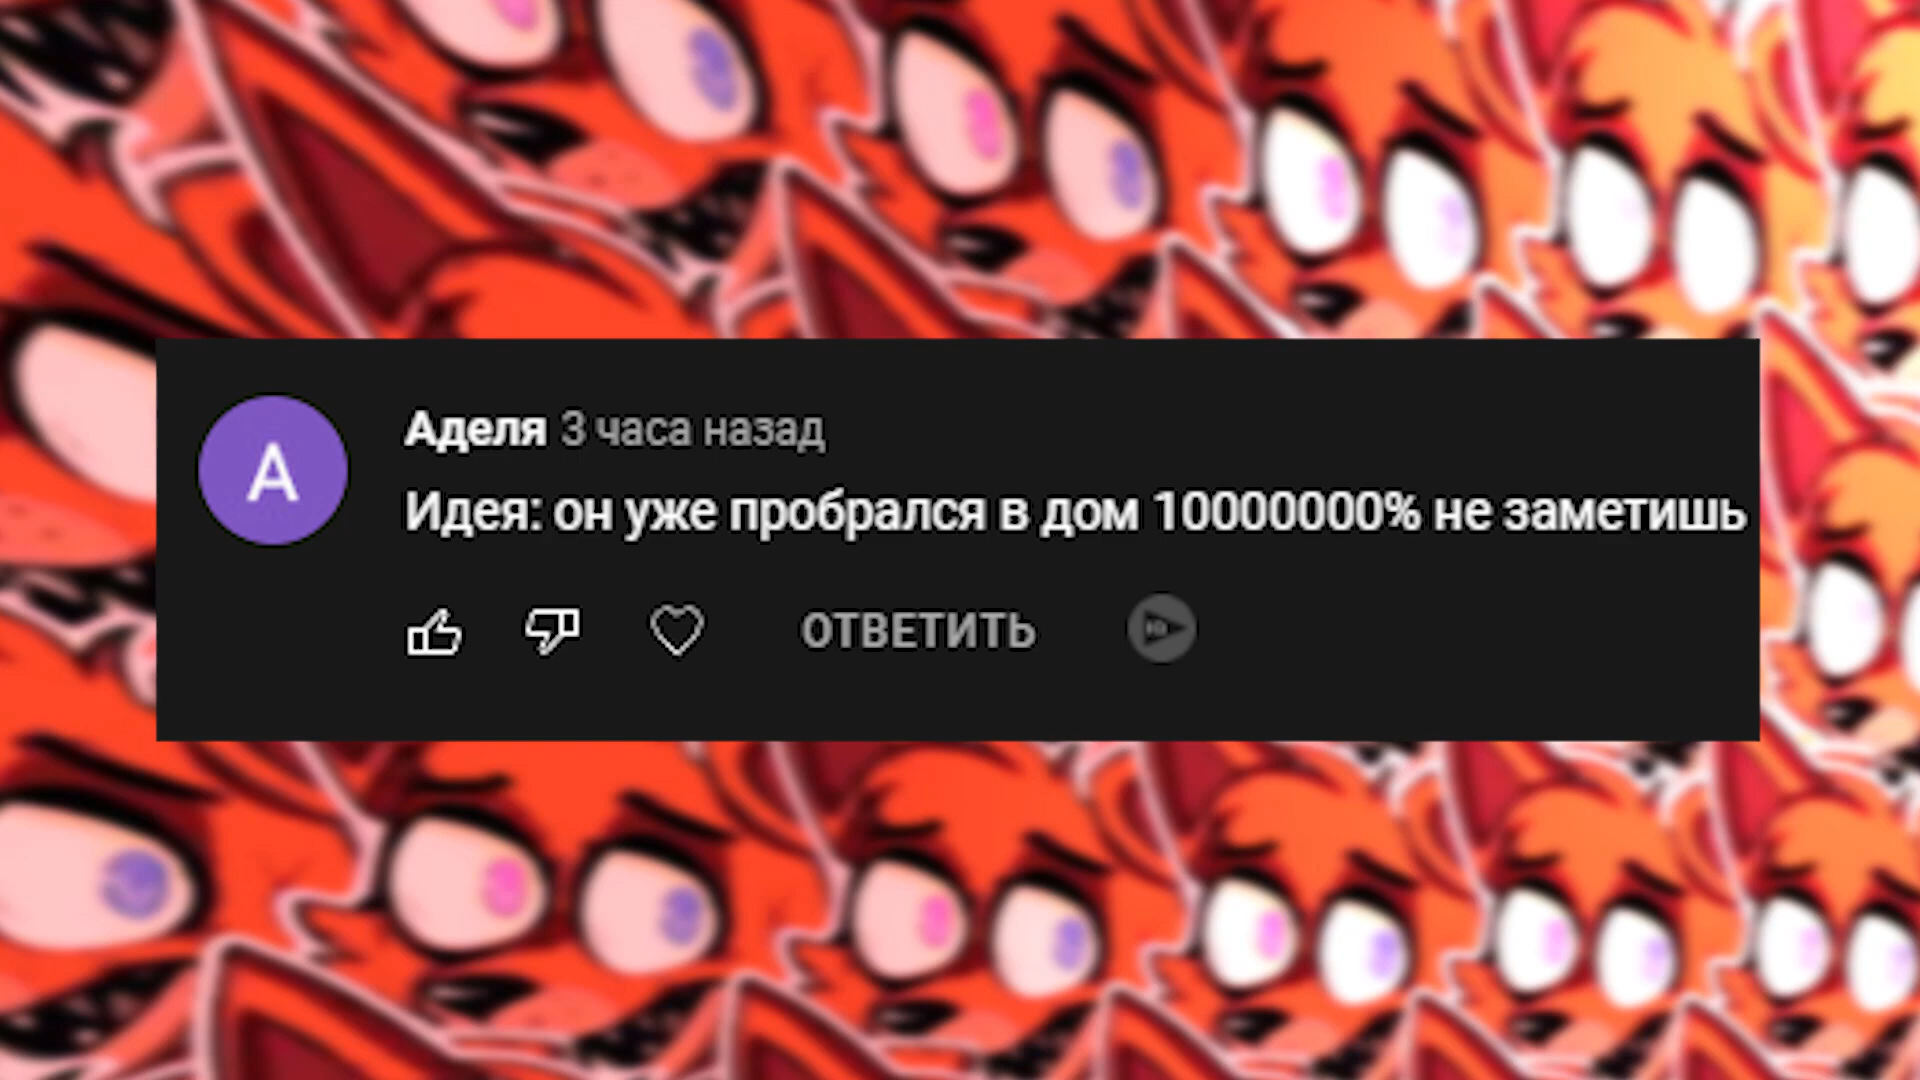 А
Аделя 3 часа назад
Идея: он уже пробрался в дом 10000000% не заметишь
ОТВЕТИТЬ